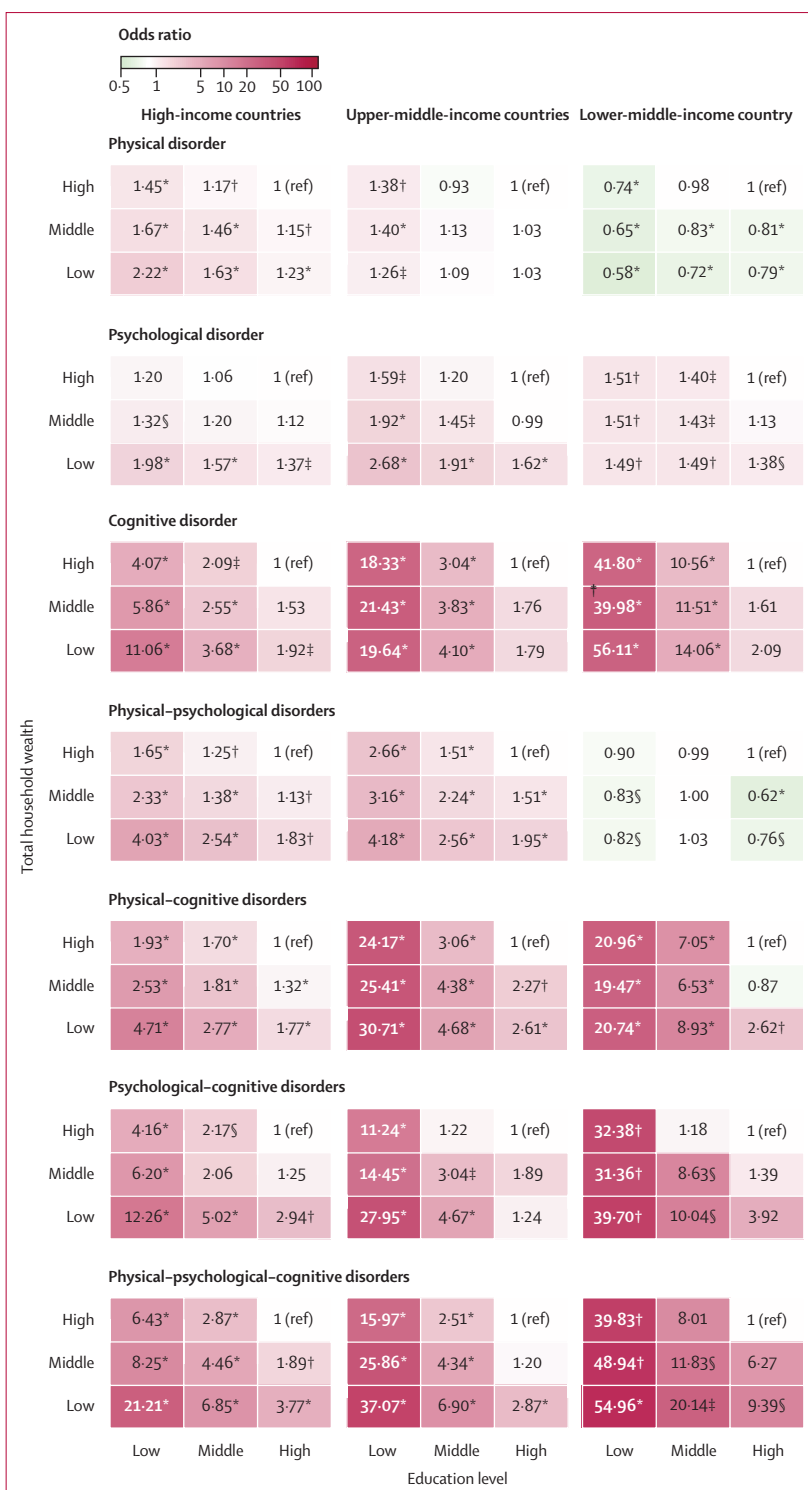 Odds ratio
0·5 1 5 10 20 50 100
High-income countries Upper-middle-income countries Lower-middle-income country
Physical disorder
High 1·45* 1·17† 1 (ref) 1·38† 0·93 1 (ref) 0·74* 0·98 1 (ref)
Middle 1·67* 1·46* 1·15† 1·40* 1·13 1·03 0·65* 0·83* 0·81*
Low 2·22* 1·63* 1·23* 1·26‡ 1·09 1·03 0·58* 0·72* 0·79*
Psychological disorder
High 1·20 1·06 1 (ref) 1·59‡ 1·20 1 (ref) 1·51† 1·40‡ 1 (ref)
Middle 1·32§ 1·20 1·12 1·92* 1·45‡ 0·99 1·51† 1·43‡ 1·13
Low 1·98* 1·57* 1·37‡ 2·68* 1·91* 1·62* 1·49† 1·49† 1·38§
Cognitive disorder
High 4·07* 2·09‡ 1 (ref) 18·33* 3·04* 1 (ref) 41·80* 10·56* 1 (ref)
†
Middle 5·86* 2·55* 1·53 21·43* 3·83* 1·76 39·98* 11·51* 1·61
Low 11·06* 3·68* 1·92‡ 19·64* 4·10* 1·79 56·11* 14·06* 2·09
Physical–psychological disorders
High 1·65* 1·25† 1 (ref) 2·66* 1·51* 1 (ref) 0·90 0·99 1 (ref)
Middle 2·33* 1·38* 1·13† 3·16* 2·24* 1·51* 0·83§ 1·00 0·62*
Low 4·03* 2·54* 1·83† 4·18* 2·56* 1·95* 0·82§ 1·03 0·76§
Total household wealth
Physical–cognitive disorders
High 1·93* 1·70* 1 (ref) 24·17* 3·06* 1 (ref) 20·96* 7·05* 1 (ref)
Middle 2·53* 1·81* 1·32* 25·41* 4·38* 2·27† 19·47* 6·53* 0·87
Low 4·71* 2·77* 1·77* 30·71* 4·68* 2·61* 20·74* 8·93* 2·62†
Psychological–cognitive disorders
High 4·16* 2·17§ 1 (ref) 11·24* 1·22 1 (ref) 32·38† 1·18 1 (ref)
Middle 6·20* 2·06 1·25 14·45* 3·04‡ 1·89 31·36† 8·63§ 1·39
Low 12·26* 5·02* 2·94† 27·95* 4·67* 1·24 39·70† 10·04§ 3·92
Physical–psychological–cognitive disorders
High 6·43* 2·87* 1 (ref) 15·97* 2·51* 1 (ref) 39·83† 8·01 1 (ref)
Middle 8·25* 4·46* 1·89† 25·86* 4·34* 1·20 48·94† 11·83§ 6·27
Low 21·21* 6·85* 3·77* 37·07* 6·90* 2·87* 54·96* 20·14‡ 9·39§
Low Middle High Low Middle High Low Middle High
Education level